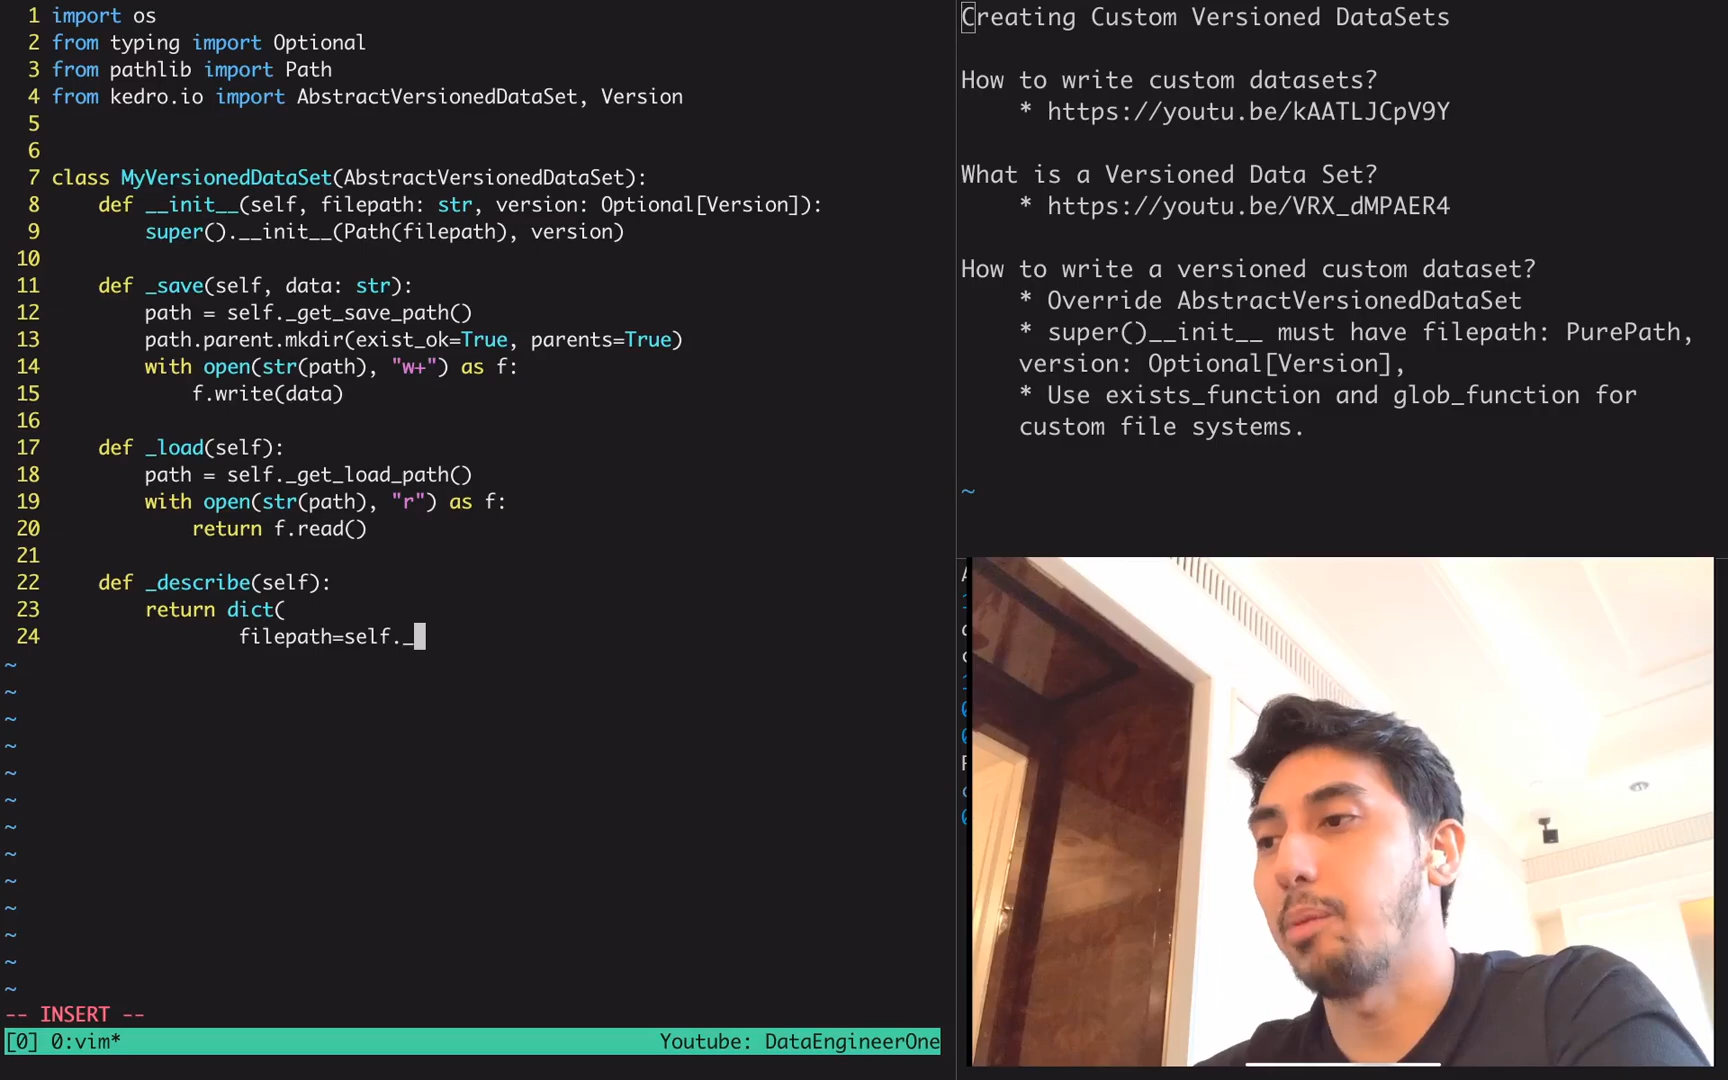 1 import os
2 from typing import Optional
3 from pathlib import Path
4 from kedro.io import AbstractVersionedDataSet, Version
5
6
7 class MyVersionedDataSet(AbstractVersionedDataSet):
8     def __init__(self, filepath: str, version: Optional[Version]):
9         super().__init__(Path(filepath), version)
10
11     def _save(self, data: str):
12         path = self._get_save_path()
13         path.parent.mkdir(exist_ok=True, parents=True)
14         with open(str(path), "w+") as f:
15             f.write(data)
16
17     def _load(self):
18         path = self._get_load_path()
19         with open(str(path), "r") as f:
20             return f.read()
21
22     def _describe(self):
23         return dict(
24                 filepath=self._
~
~
~
~
~
~
~
~
~
~
~
~
~
-- INSERT --
[0] 0:vim* Youtube: DataEngineerOne
Creating Custom Versioned DataSets
How to write custom datasets?
* https://youtu.be/kAATLJCpV9Y
What is a Versioned Data Set?
* https://youtu.be/VRX_dMPAER4
How to write a versioned custom dataset?
* Override AbstractVersionedDataSet
* super()__init__ must have filepath: PurePath,
version: Optional[Version],
* Use exists_function and glob_function for
custom file systems.
~